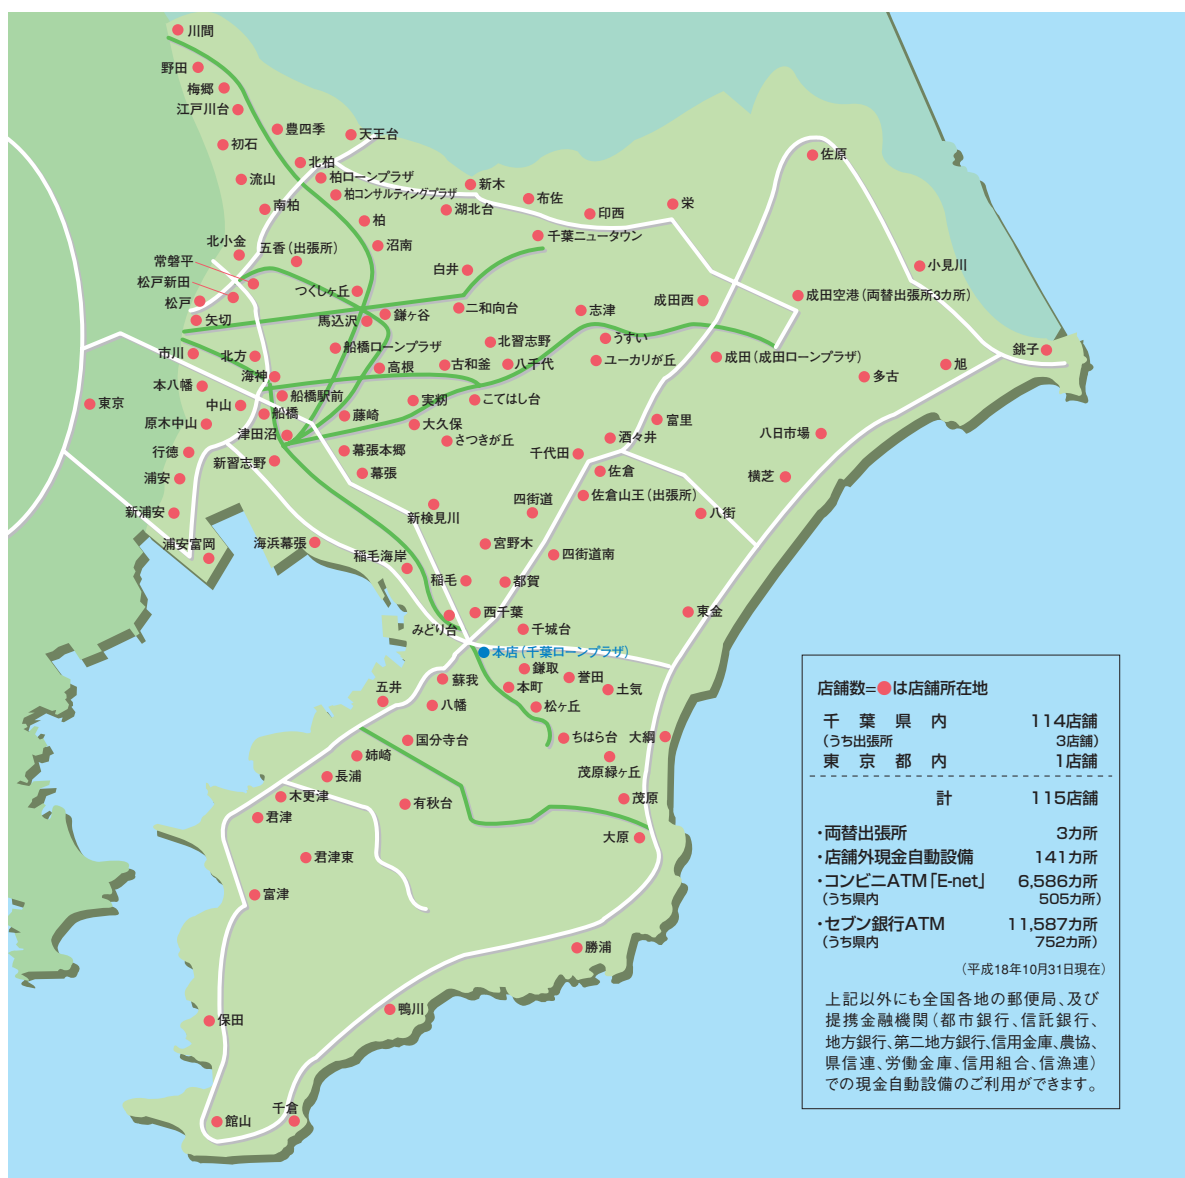 川間
野田
梅郷
江戸川台
豊四季
天王台
初石
北柏
佐原
流山
柏ローンプラザ
新木
柏コンサルティングプラザ
布佐
南柏
湖北台
印西
栄
柏
千葉ニュータウン
北小金
五香（出張所）
沼南
常磐平
白井
小見川
松戸新田
つくしヶ丘
成田空港（両替出張所3カ所）
松戸
成田西
二和向台
志津
矢切
馬込沢
鎌ヶ谷
市川
北方
船橋ローンプラザ
北習志野
うすい
銚子
古和釜
八千代
ユーカリが丘
成田（成田ローンプラザ）
旭
高根
海神
多古
本八幡
船橋駅前
東京
中山
実籾
こてはし台
船橋
藤崎
原木中山
大久保
富里
津田沼
さつきが丘
酒々井
八日市場
行徳
幕張本郷
千代田
新習志野
幕張
佐倉
浦安
横芝
佐倉山王（出張所）
四街道
新浦安
新検見川
八街
浦安富岡
海浜幕張
宮野木
稲毛海岸
四街道南
稲毛
都賀
西千葉
東金
みどり台
千城台
本店（千葉ローンプラザ）
鎌取
蘇我
誉田
五井
本町
土気
八幡
松ヶ丘
国分寺台
ちはら台
大網
姉崎
茂原緑ヶ丘
長浦
木更津
有秋台
茂原
君津
大原
君津東
富津
勝浦
鴨川
保田
館山
千倉
店舗数=●は店舗所在地
千葉県内 114店舗
（うち出張所 3店舗）
東京都内 1店舗
計 115店舗
・両替出張所 3カ所
・店舗外現金自動設備 141カ所
・コンビニATM「E-net」 6,586カ所
（うち県内 505カ所）
・セブン銀行ATM 11,587カ所
（うち県内 752カ所）
（平成18年10月31日現在）
上記以外にも全国各地の郵便局、及び
提携金融機関（都市銀行、信託銀行、
地方銀行、第二地方銀行、信用金庫、農協、
県信連、労働金庫、信用組合、信漁連）
での現金自動設備のご利用ができます。